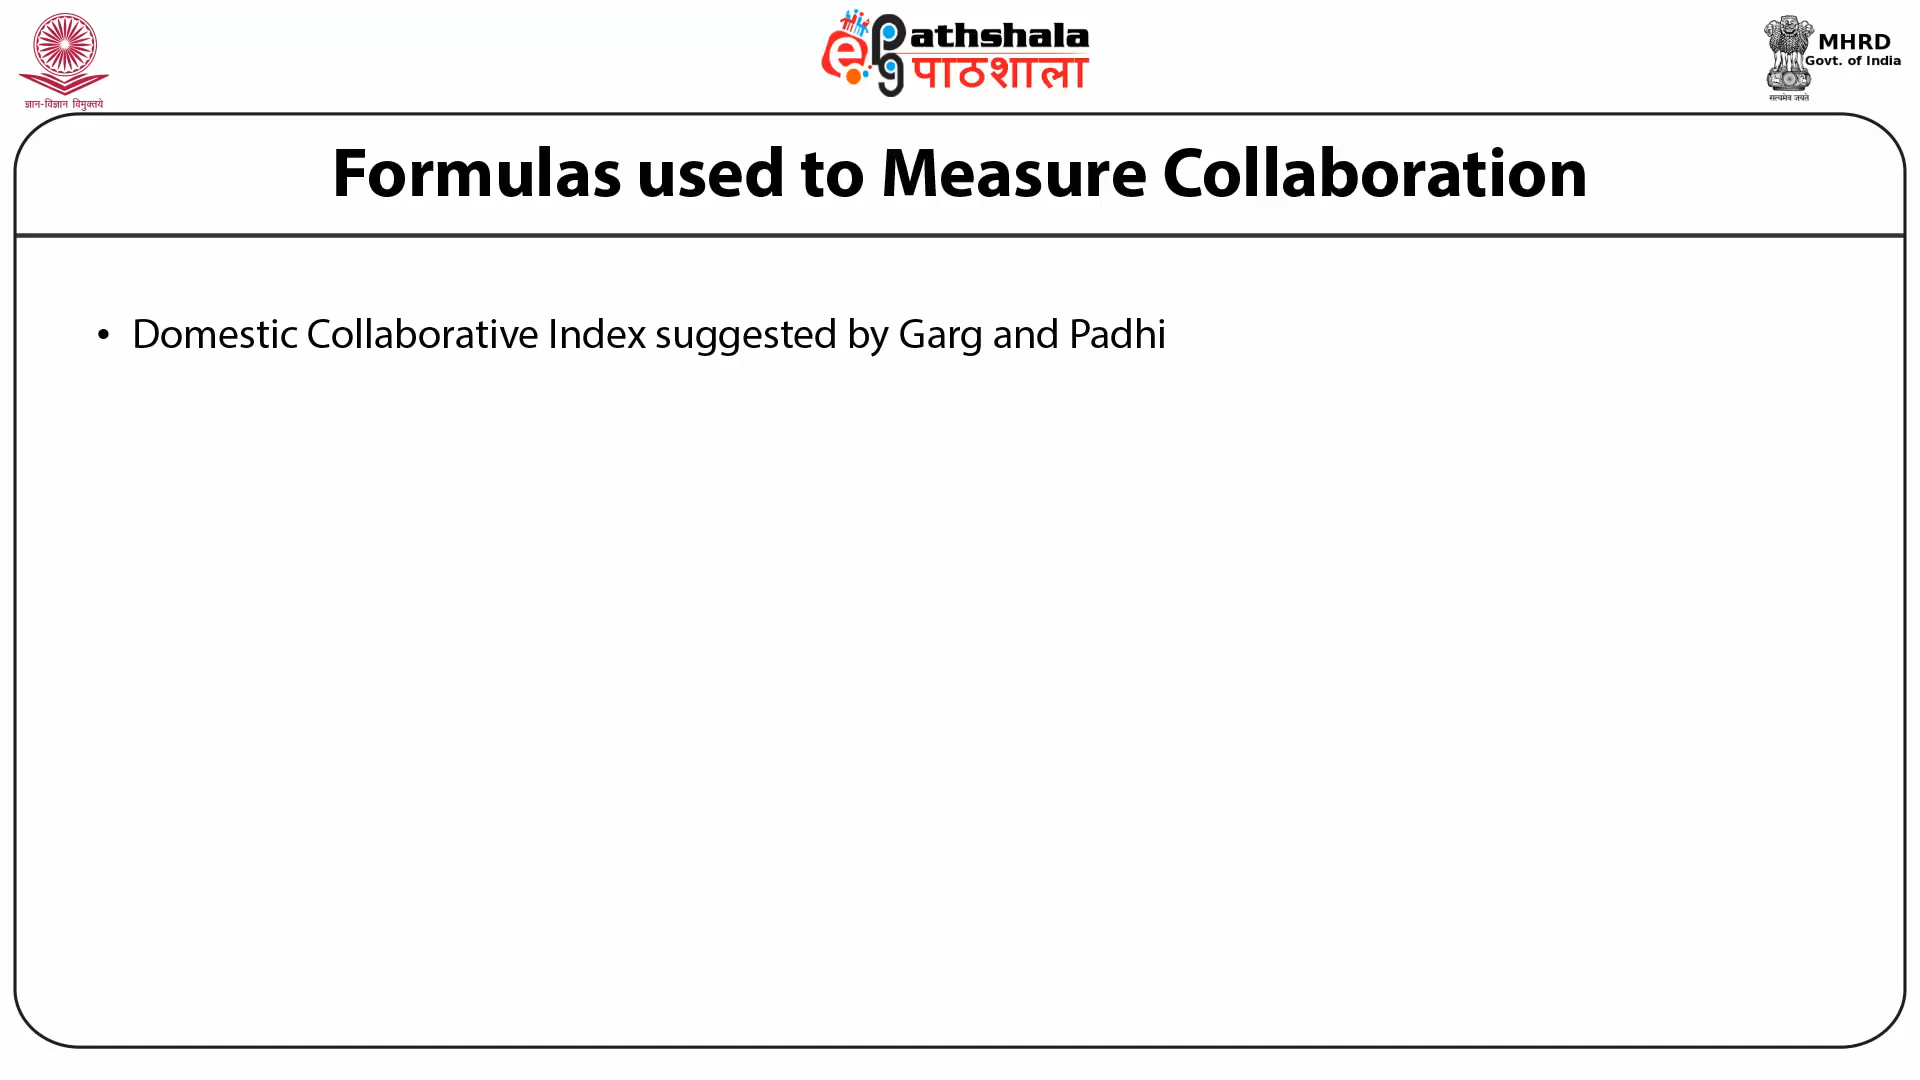 ज्ञान-विज्ञान विमुक्तये
ePGathshala
पाठशाला
MHRD
Govt. of India
सत्यमेव जयते
Formulas used to Measure Collaboration
• Domestic Collaborative Index suggested by Garg and Padhi